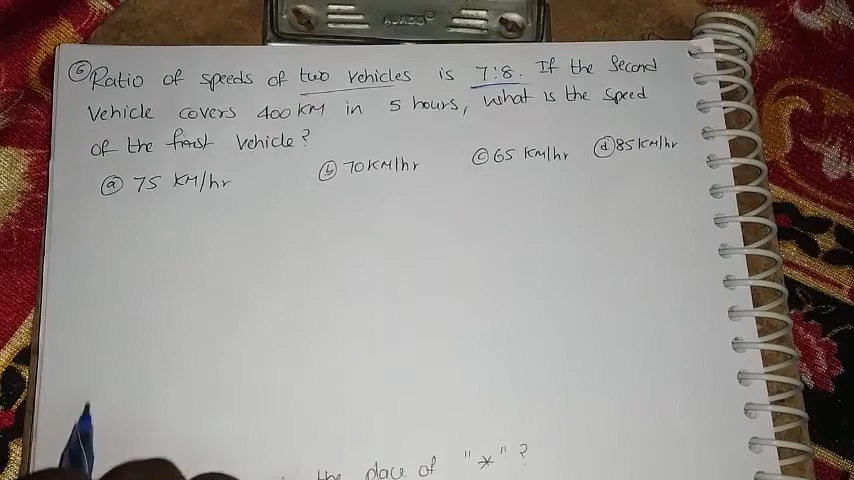 ⑥ Ratio of speeds of two vehicles is 7:8. If the Second
Vehicle covers 400 KM in 5 hours, what is the speed
of the first vehicle?
ⓐ 75 KM/hr ⓑ 70 KM/hr ⓒ 65 KM/hr ⓓ 85 KM/hr
the place of "*"?